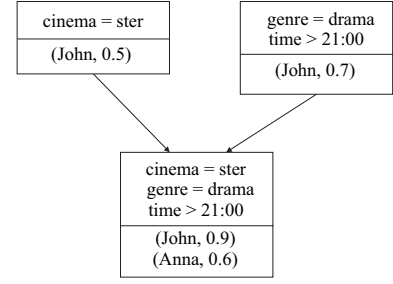 cinema = ster
(John, 0.5)
genre = drama
time > 21:00
(John, 0.7)
cinema = ster
genre = drama
time > 21:00
(John, 0.9)
(Anna, 0.6)